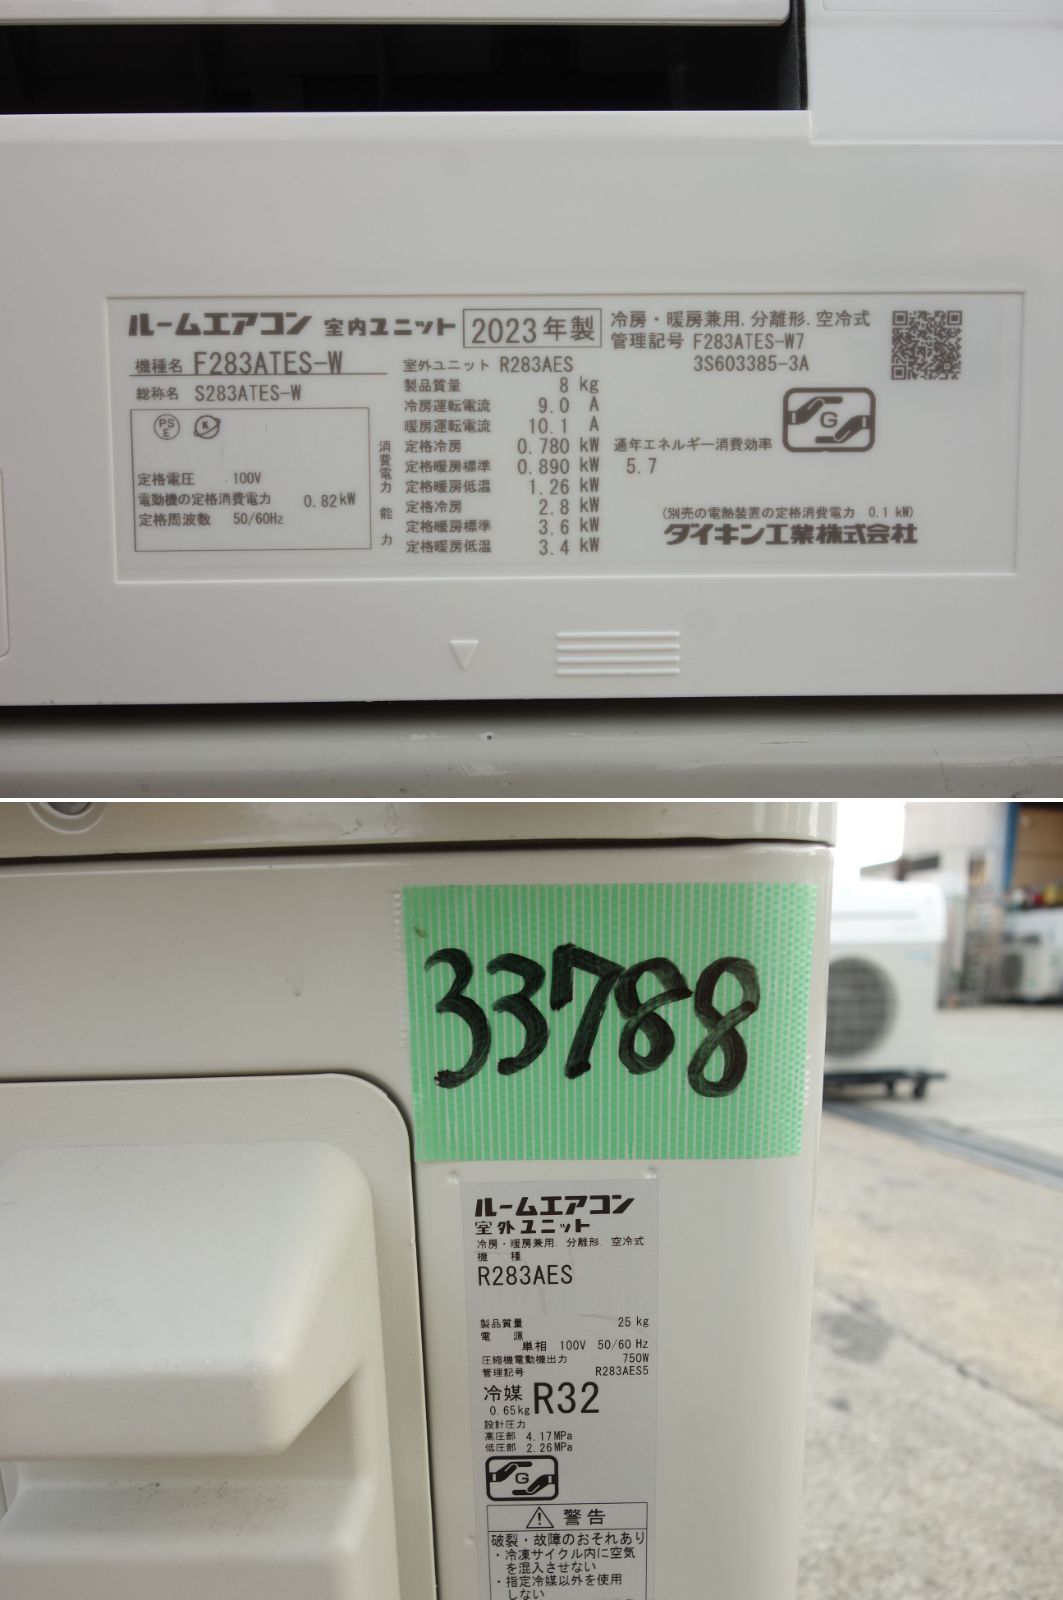 ルームエアコン 室内ユニット 2023年製
機種名 F283ATES-W
総称名 S283ATES-W
PS
E
K
定格電圧 100V
電動機の定格消費電力 0.82kW
定格周波数 50/60Hz
室外ユニット R283AES
製品質量 8 kg
冷房運転電流 9.0 A
暖房運転電流 10.1 A
消費電力
定格冷房 0.780 kW
定格暖房標準 0.890 kW
定格暖房低温 1.26 kW
能力
定格冷房 2.8 kW
定格暖房標準 3.6 kW
定格暖房低温 3.4 kW
冷房・暖房兼用.分離形.空冷式
管理記号 F283ATES-W7
3S603385-3A
G
通年エネルギー消費効率
5.7
(別売の電熱装置の定格消費電力 0.1 kW)
ダイキン工業株式会社
33788
ルームエアコン
室外ユニット
冷房・暖房兼用. 分離形. 空冷式
機 種
R283AES
製品質量 25 kg
電 源
単相 100V 50/60 Hz
圧縮機電動機出力 750W
管理記号 R283AES5
冷媒 R32
0.65kg
設計圧力
高圧部 4.17MPa
低圧部 2.26MPa
G
警告
破裂・故障のおそれあり
・冷凍サイクル内に空気
を混入させない
・指定冷媒以外を使用
しない